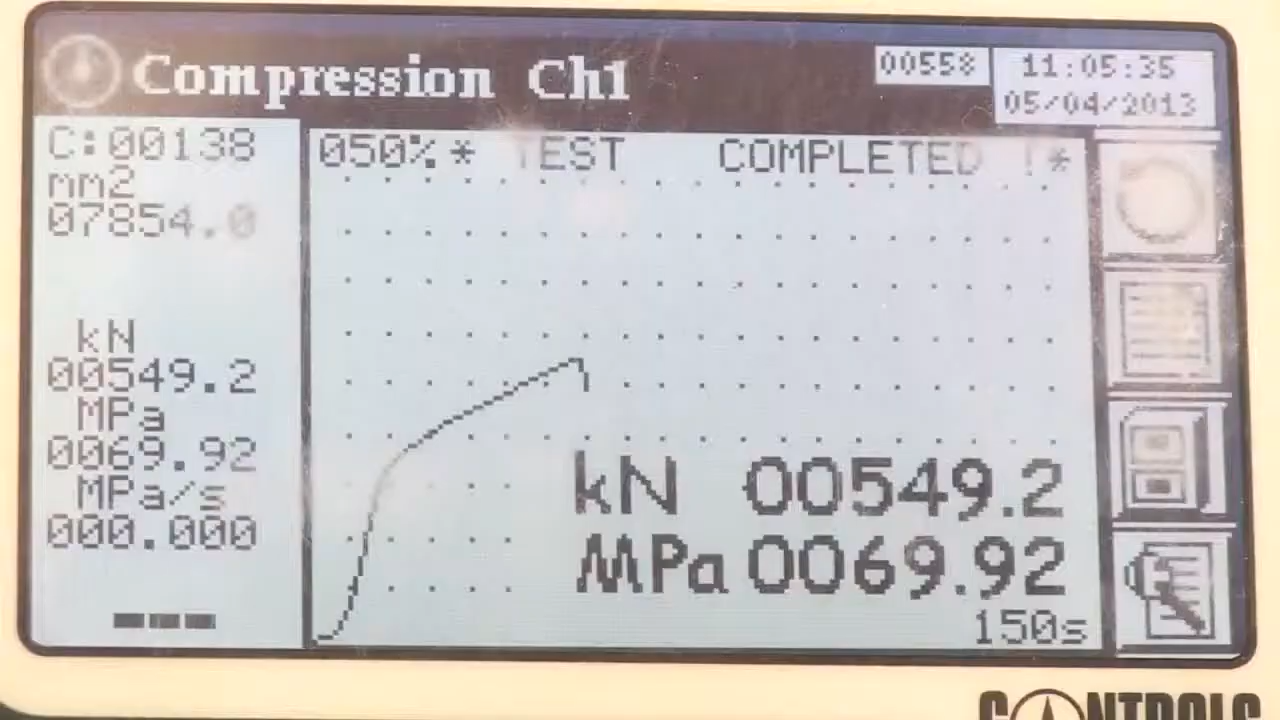 Compression Ch1
00558
11:05:35
05/04/2013
C:00138
mm2
07854.0
kN
00549.2
MPa
0069.92
MPa/s
000.000
050%* TEST COMPLETED !*
kN 00549.2
MPa 0069.92
150s
CONTROLS